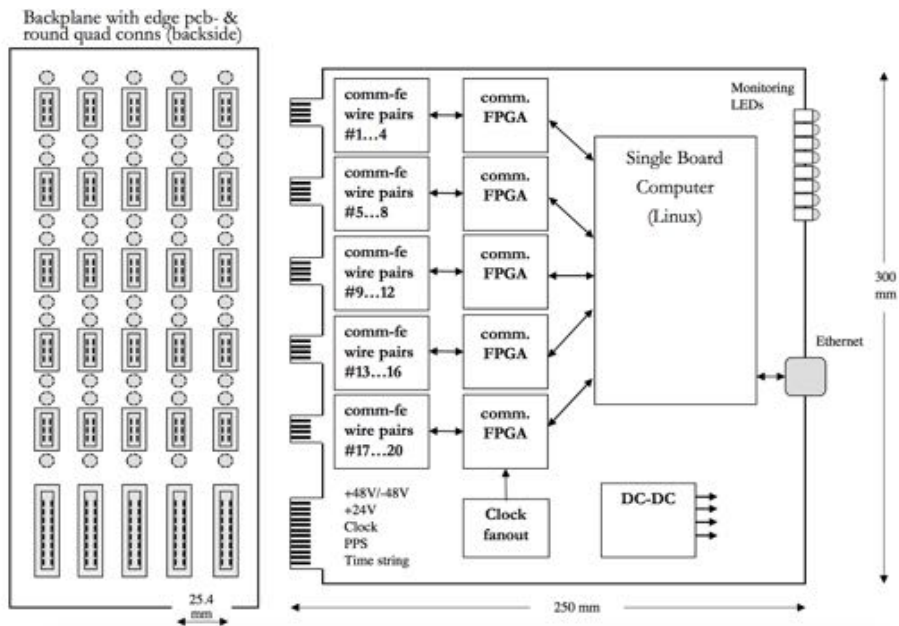 Backplane with edge pcb- &
round quad conns (backside)
25.4
mm
comm-fe
wire pairs
#1...4
comm.
FPGA
comm-fe
wire pairs
#5...8
comm.
FPGA
comm-fe
wire pairs
#9...12
comm.
FPGA
comm-fe
wire pairs
#13...16
comm.
FPGA
comm-fe
wire pairs
#17...20
comm.
FPGA
+48V/-48V
+24V
Clock
PPS
Time string
Clock
fanout
DC-DC
Single Board
Computer
(Linux)
Monitoring
LEDs
Ethernet
300
mm
250 mm